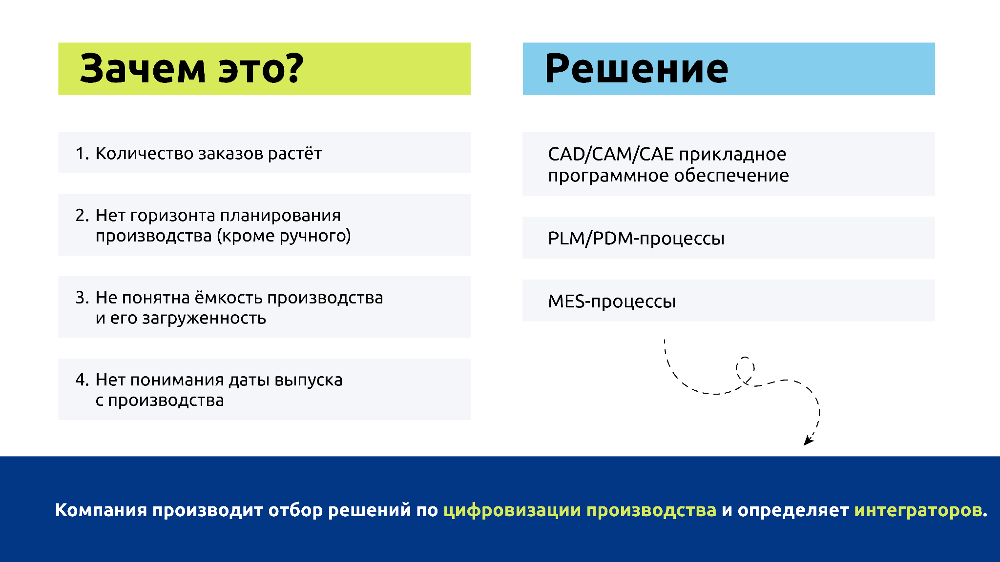 Зачем это?
1. Количество заказов растёт
2. Нет горизонта планирования
производства (кроме ручного)
3. Не понятна ёмкость производства
и его загруженность
4. Нет понимания даты выпуска
с производства
Решение
CAD/CAM/CAE прикладное
программное обеспечение
PLM/PDM-процессы
MES-процессы
Компания производит отбор решений по цифровизации производства и определяет интеграторов.